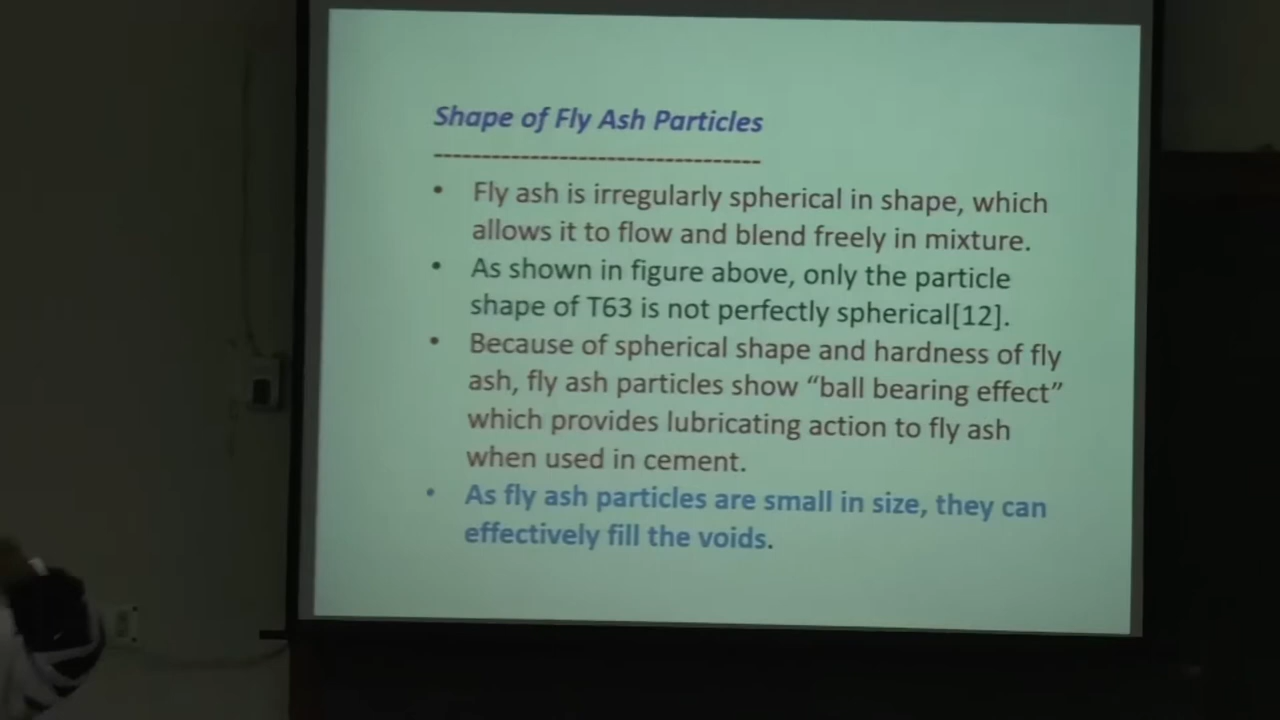 Shape of Fly Ash Particles
----------------------------------
• Fly ash is irregularly spherical in shape, which
allows it to flow and blend freely in mixture.
• As shown in figure above, only the particle
shape of T63 is not perfectly spherical[12].
• Because of spherical shape and hardness of fly
ash, fly ash particles show “ball bearing effect”
which provides lubricating action to fly ash
when used in cement.
• As fly ash particles are small in size, they can
effectively fill the voids.